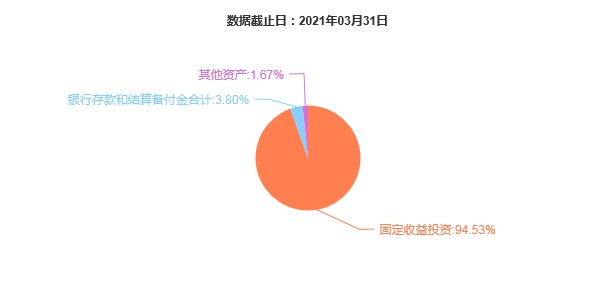 数据截止日：2021年03月31日
其他资产:1.67%
银行存款和结算备付金合计:3.80%
固定收益投资:94.53%